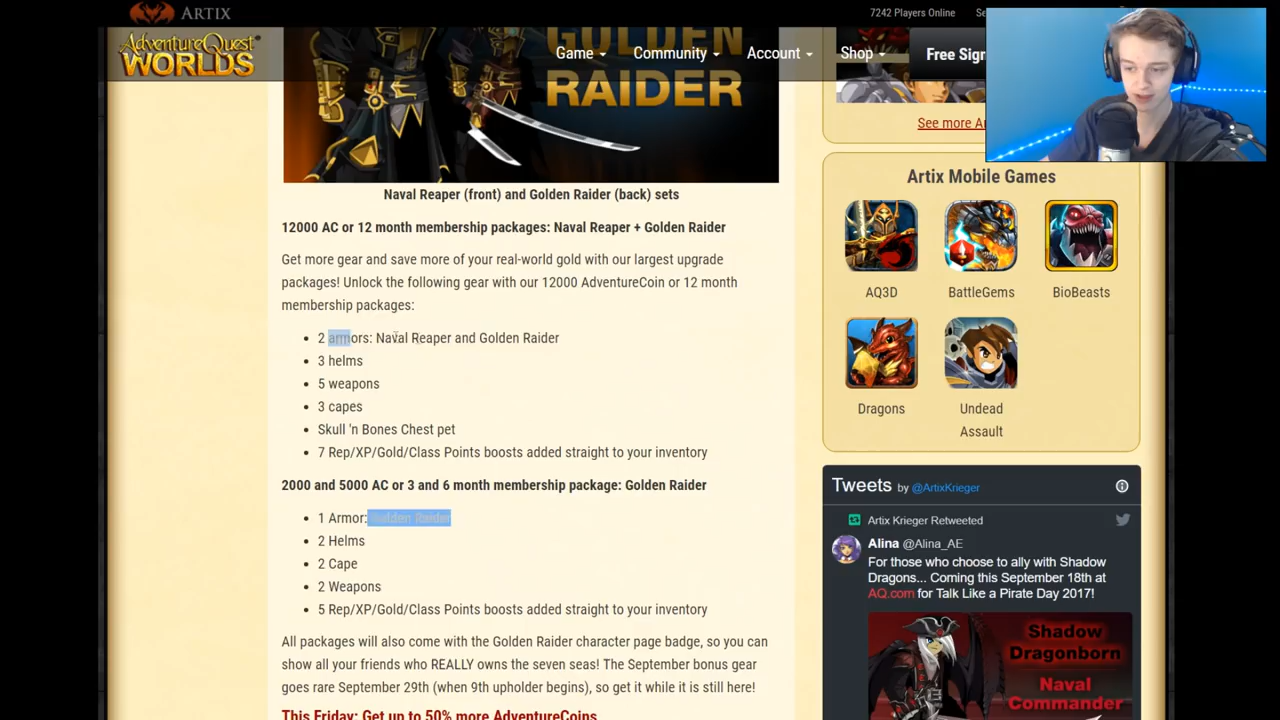 ARTIX
7242 Players Online
AdventureQuest
WORLDS
Game
Community
Account
Shop
Free
GOLDEN
RAIDER
Naval Reaper (front) and Golden Raider (back) sets
12000 AC or 12 month membership packages: Naval Reaper + Golden Raider
Get more gear and save more of your real-world gold with our largest upgrade
packages! Unlock the following gear with our 12000 AdventureCoin or 12 month
membership packages:
2 armors: Naval Reaper and Golden Raider
3 helms
5 weapons
3 capes
Skull 'n Bones Chest pet
7 Rep/XP/Gold/Class Points boosts added straight to your inventory
2000 and 5000 AC or 3 and 6 month membership package: Golden Raider
1 Armor: Golden Raider
2 Helms
2 Cape
2 Weapons
5 Rep/XP/Gold/Class Points boosts added straight to your inventory
All packages will also come with the Golden Raider character page badge, so you can
show all your friends who REALLY owns the seven seas! The September bonus gear
goes rare September 29th (when 9th upholder begins), so get it while it is still here!
This Friday: Get up to 50% more AdventureCoins
See more
Artix Mobile Games
AQ3D
BattleGems
BioBeasts
Dragons
Undead
Assault
Tweets by @ArtixKrieger
Artix Krieger Retweeted
Alina @Alina_AE
For those who choose to ally with Shadow
Dragons... Coming this September 18th at
AQ.com for Talk Like a Pirate Day 2017!
Shadow
Dragonborn
Naval
Commander